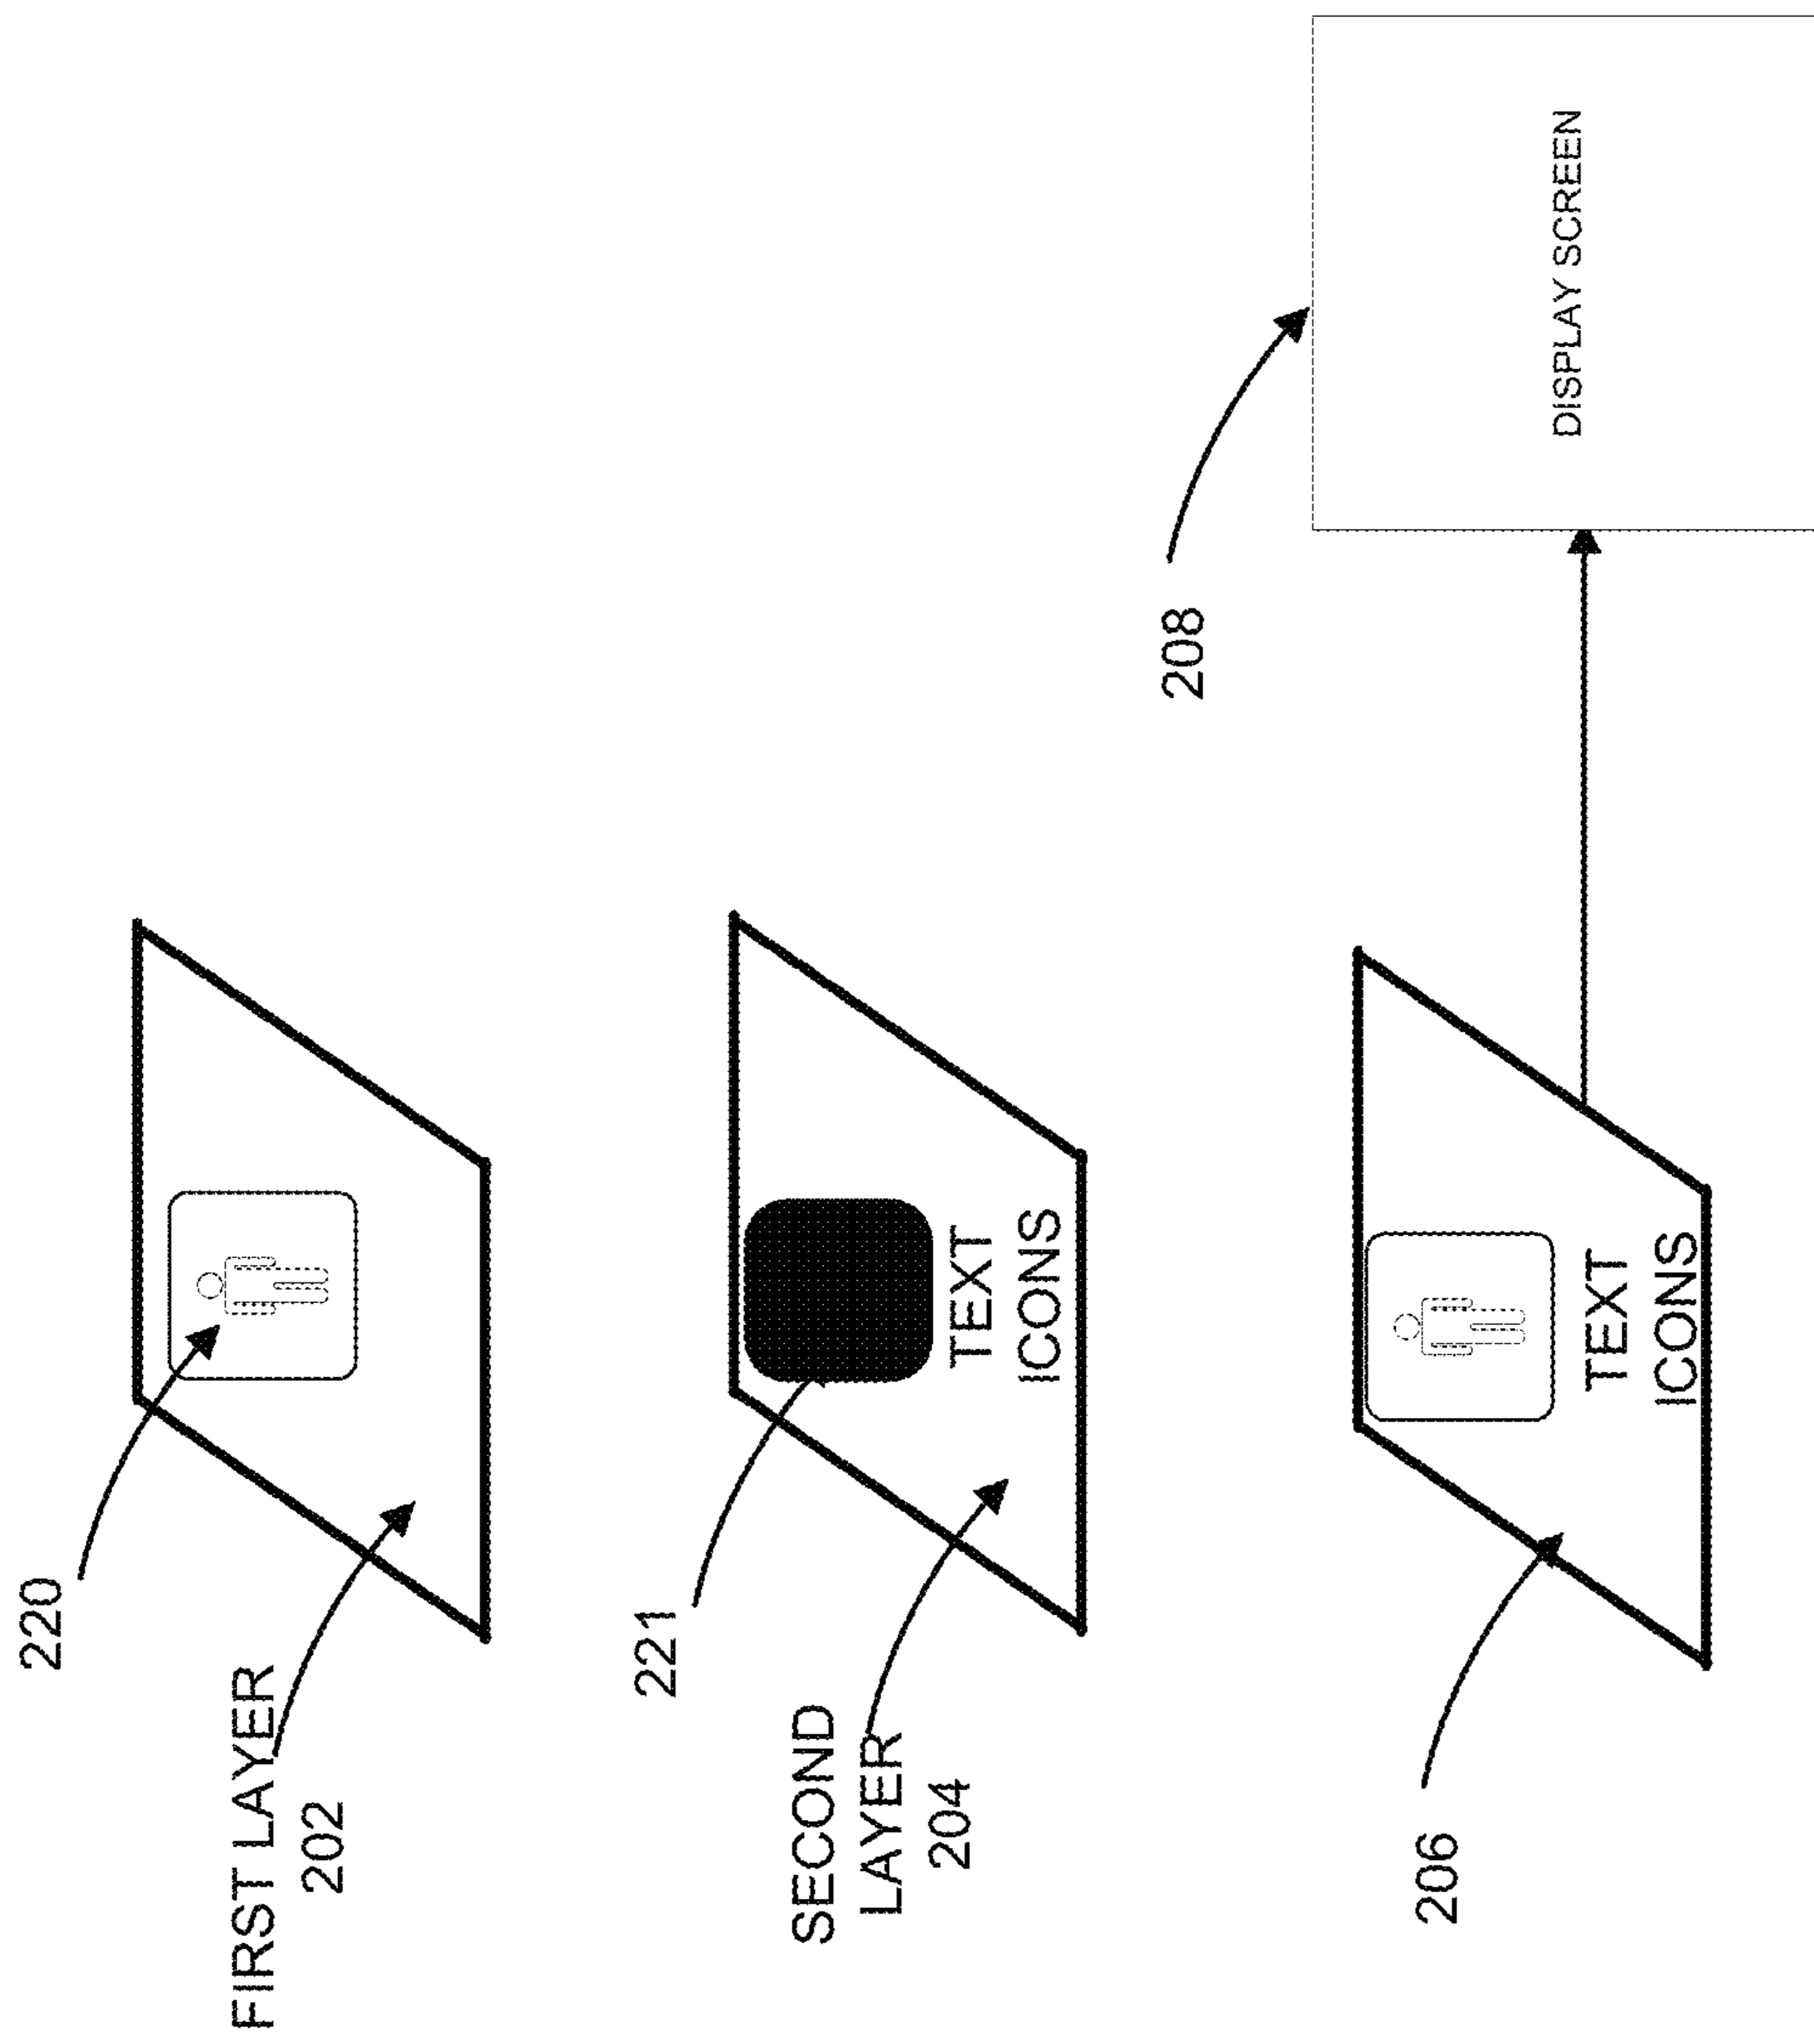 220
FIRST LAYER
202
221
SECOND
LAYER
204
TEXT
ICONS
208
206
DISPLAY SCREEN
TEXT
ICONS